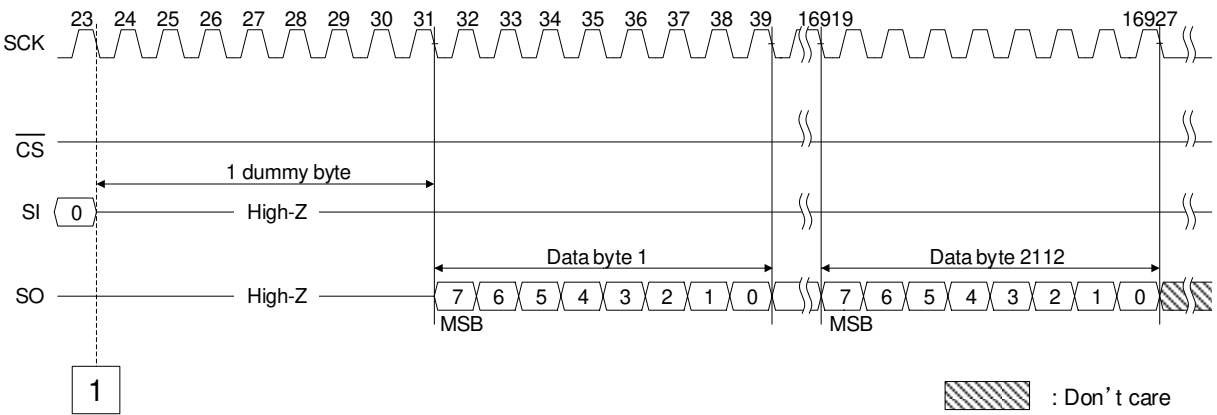 23 24 25 26 27 28 29 30 31 32 33 34 35 36 37 38 39 16919 16927
SCK
CS
1 dummy byte
SI 0 High-Z
Data byte 1 Data byte 2112
SO High-Z 7 6 5 4 3 2 1 0 7 6 5 4 3 2 1 0
MSB MSB
1
: Don't care